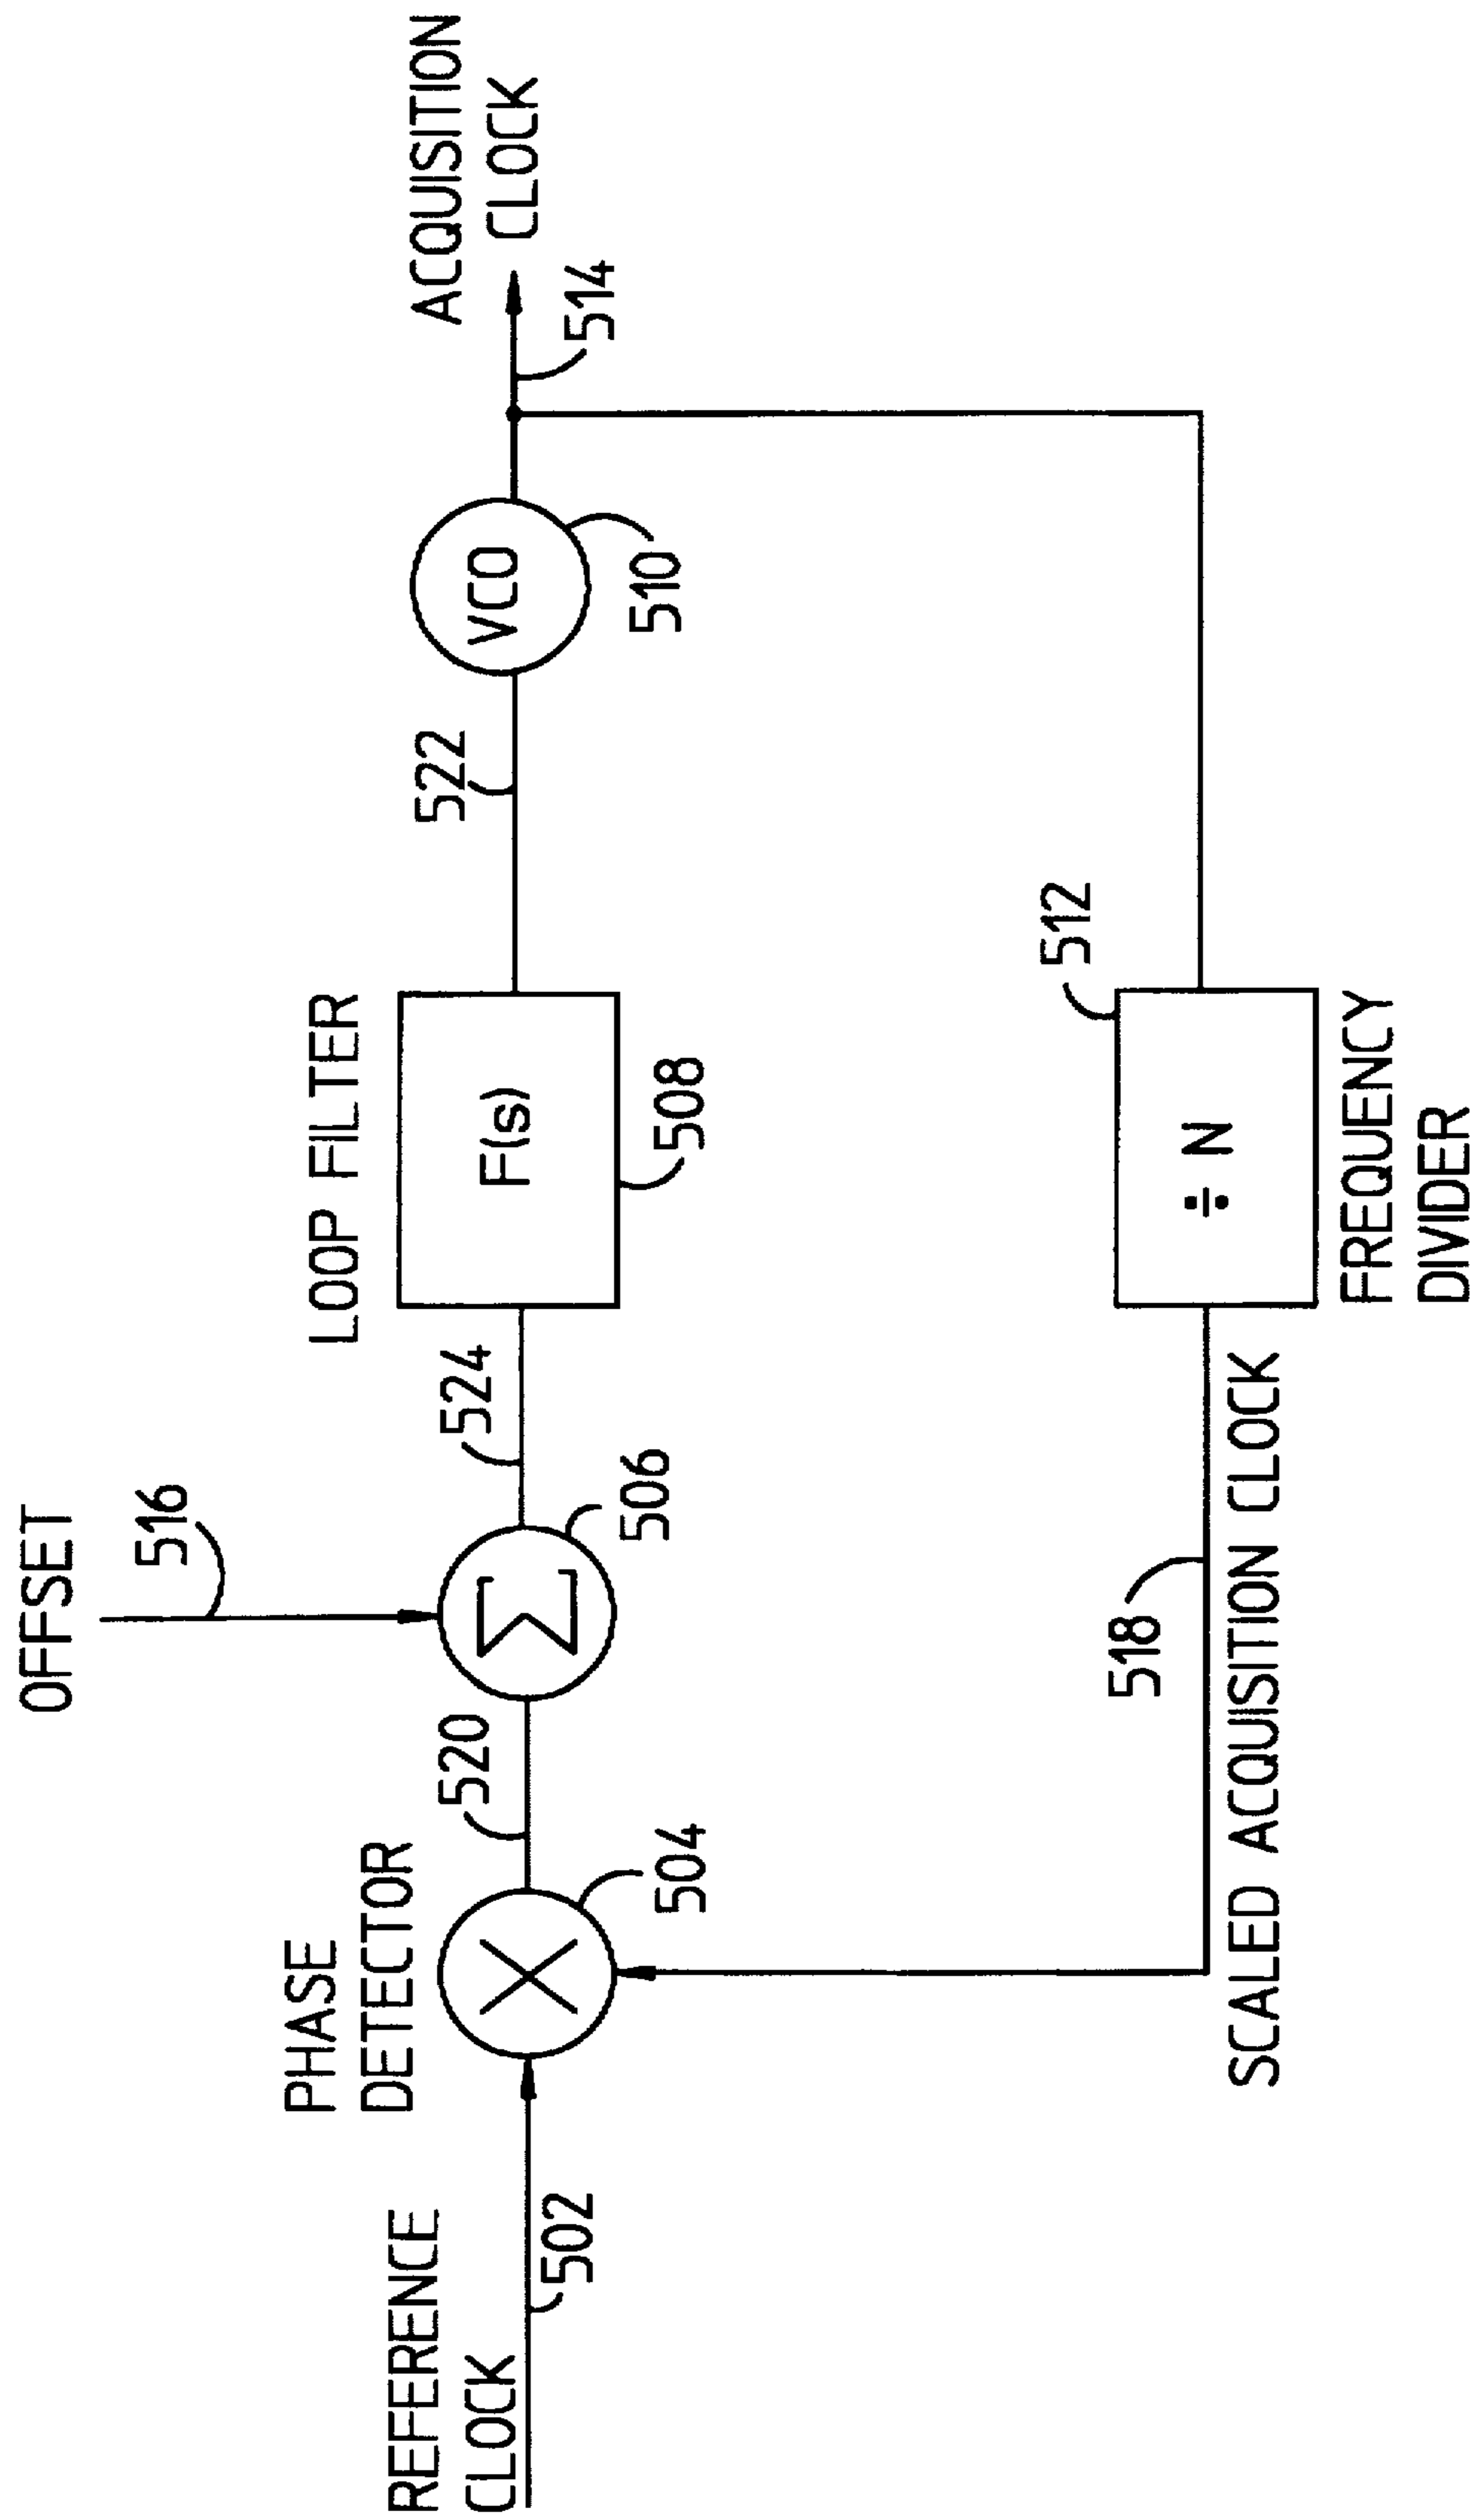 OFFSET
516
PHASE
DETECTOR
LOOP FILTER
REFERENCE
CLOCK
502
X
504
520
Σ
506
524
F(s)
508
522
VCO
510
ACQUISITION
CLOCK
514
518
SCALED ACQUISITION CLOCK
512
÷ N
FREQUENCY
DIVIDER